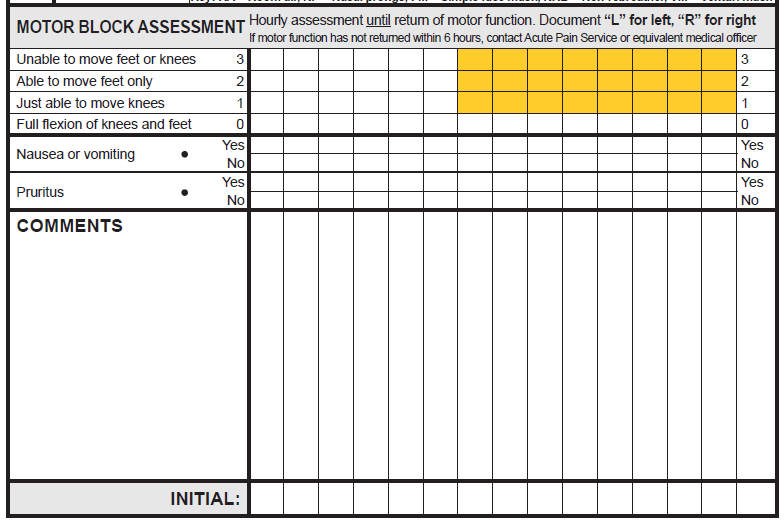 MOTOR BLOCK ASSESSMENT Hourly assessment until return of motor function. Document “L” for left, “R” for right
If motor function has not returned within 6 hours, contact Acute Pain Service or equivalent medical officer
Unable to move feet or knees 3 3
Able to move feet only 2 2
Just able to move knees 1 1
Full flexion of knees and feet 0 0
Nausea or vomiting • Yes Yes
No No
Pruritus • Yes Yes
No No
COMMENTS
INITIAL: